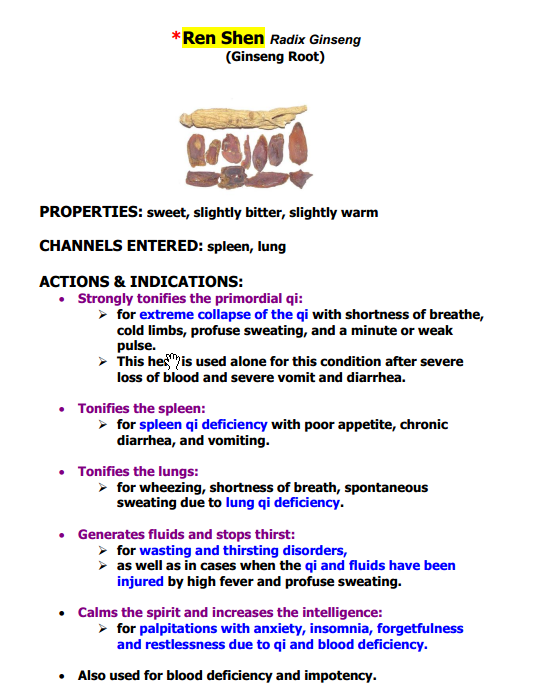 *Ren Shen Radix Ginseng
(Ginseng Root)
PROPERTIES: sweet, slightly bitter, slightly warm
CHANNELS ENTERED: spleen, lung
ACTIONS & INDICATIONS:
• Strongly tonifies the primordial qi:
➢ for extreme collapse of the qi with shortness of breathe,
cold limbs, profuse sweating, and a minute or weak
pulse.
➢ This is used alone for this condition after severe
loss of blood and severe vomit and diarrhea.
• Tonifies the spleen:
➢ for spleen qi deficiency with poor appetite, chronic
diarrhea, and vomiting.
• Tonifies the lungs:
➢ for wheezing, shortness of breath, spontaneous
sweating due to lung qi deficiency.
• Generates fluids and stops thirst:
➢ for wasting and thirsting disorders,
➢ as well as in cases when the qi and fluids have been
injured by high fever and profuse sweating.
• Calms the spirit and increases the intelligence:
➢ for palpitations with anxiety, insomnia, forgetfulness
and restlessness due to qi and blood deficiency.
• Also used for blood deficiency and impotency.